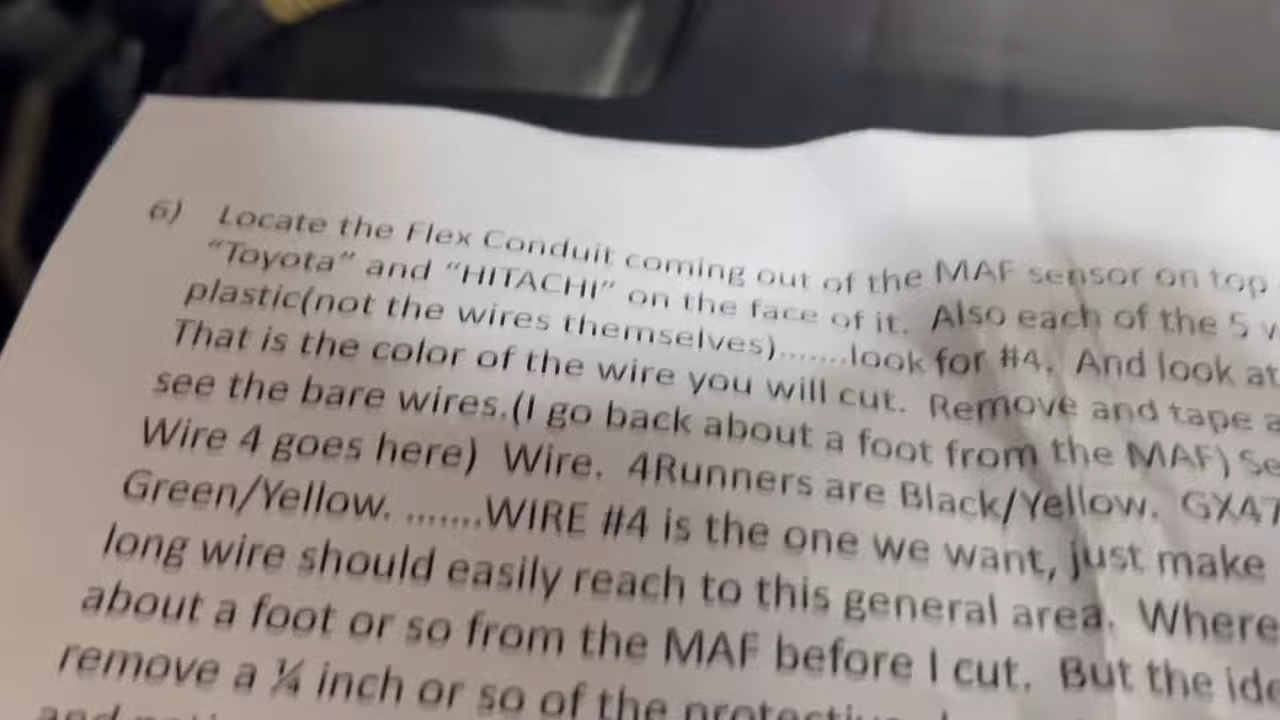 6) Locate the Flex Conduit coming out of the MAF sensor on top
"Toyota" and "HITACHI" on the face of it. Also each of the 5
plastic(not the wires themselves).......look for #4. And look at
That is the color of the wire you will cut. Remove and tape
see the bare wires.(I go back about a foot from the MAF)
Wire 4 goes here) Wire. 4Runners are Black/Yellow. GX47
Green/Yellow. .......WIRE #4 is the one we want, just make
long wire should easily reach to this general area. Where
about a foot or so from the MAF before I cut. But the
remove a ¼ inch or so of the
and